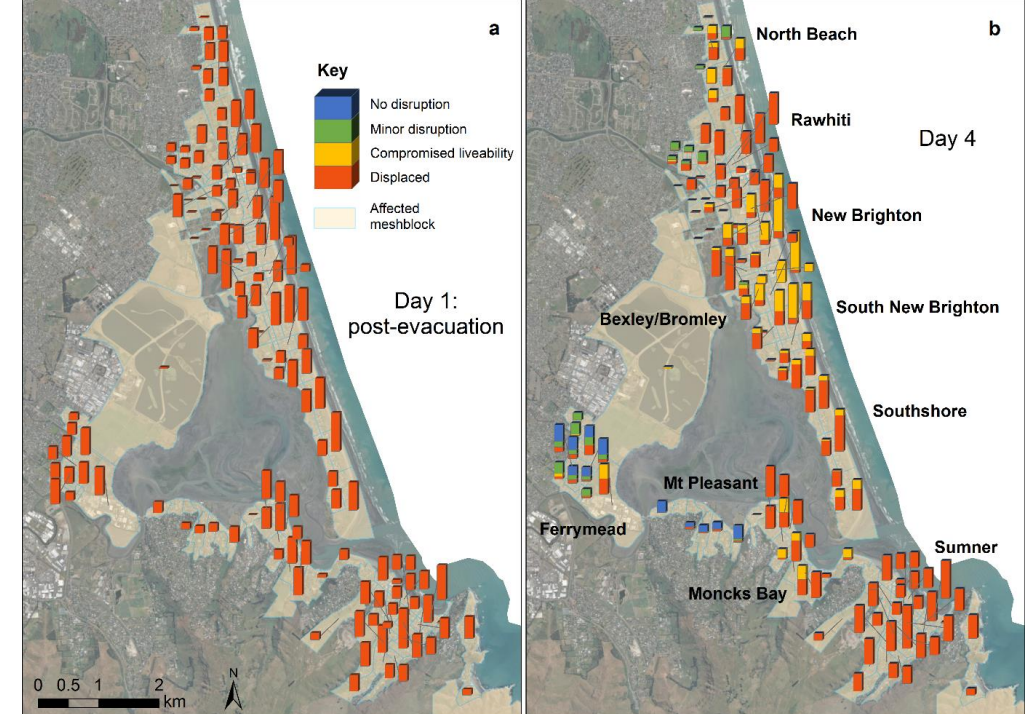 a
Key
No disruption
Minor disruption
Compromised liveability
Displaced
Affected
meshblock
Day 1:
post-evacuation
0 0.5 1 2
km
N
b
North Beach
Rawhiti
Day 4
New Brighton
South New Brighton
Bexley/Bromley
Southshore
Mt Pleasant
Ferrymead
Sumner
Moncks Bay